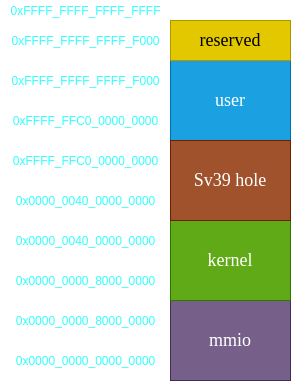 0xFFFF_FFFF_FFFF_FFFF
reserved
0xFFFF_FFFF_FFFF_F000
0xFFFF_FFFF_FFFF_F000
user
0xFFFF_FFC0_0000_0000
0xFFFF_FFC0_0000_0000
Sv39 hole
0x0000_0040_0000_0000
0x0000_0040_0000_0000
kernel
0x0000_0000_8000_0000
0x0000_0000_8000_0000
mmio
0x0000_0000_0000_0000